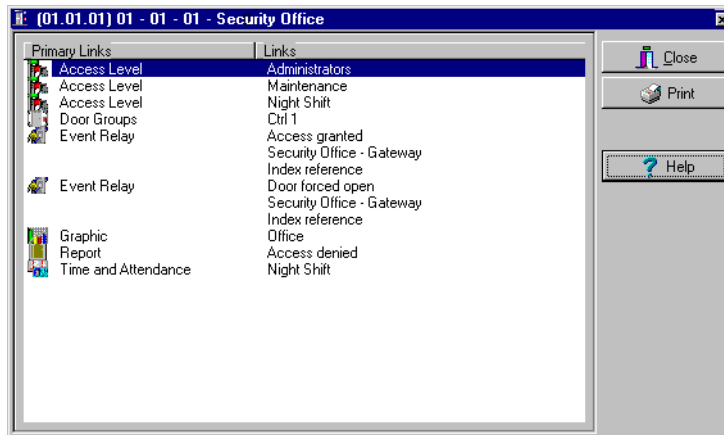 (01.01.01) 01 - 01 - 01 - Security Office
Primary Links Links
Access Level Administrators
Access Level Maintenance
Access Level Night Shift
Door Groups Ctrl 1
Event Relay Access granted
Security Office - Gateway
Index reference
Event Relay Door forced open
Security Office - Gateway
Index reference
Graphic Office
Report Access denied
Time and Attendance Night Shift
Close
Print
Help